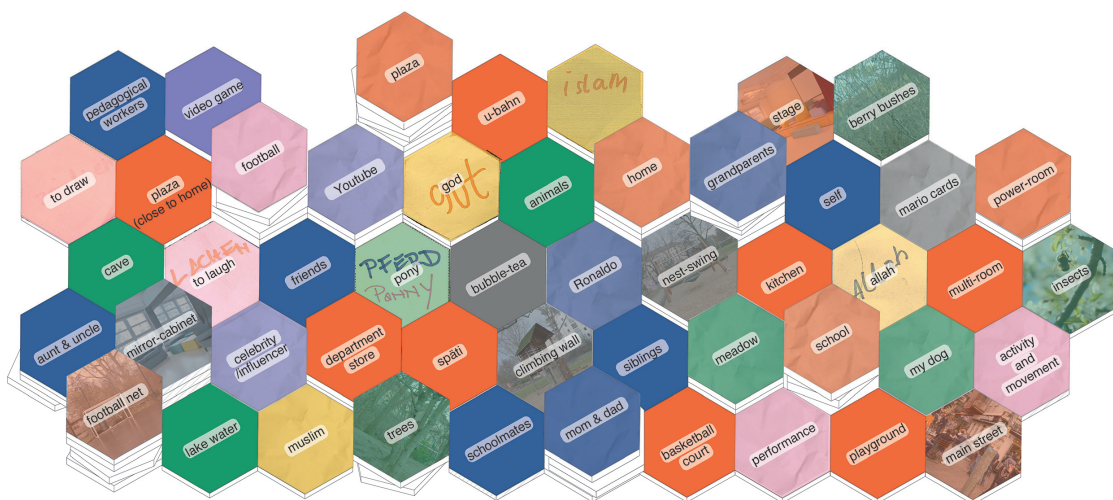 plaza
pedagogical
workers
video game
u-bahn
islam
stage
berry bushes
to draw
plaza
(close to home)
football
Youtube
god
gott
animals
home
grandparents
self
mario cards
power-room
cave
LACHEN
to laugh
friends
PFERD
pony
PONNY
bubble-tea
Ronaldo
nest-swing
kitchen
allah
Allah
multi-room
insects
aunt & uncle
mirror-cabinet
celebrity
/influencer
department
store
späti
climbing wall
siblings
meadow
school
my dog
activity
and
movement
football net
lake water
muslim
trees
schoolmates
mom & dad
basketball
court
performance
playground
main street